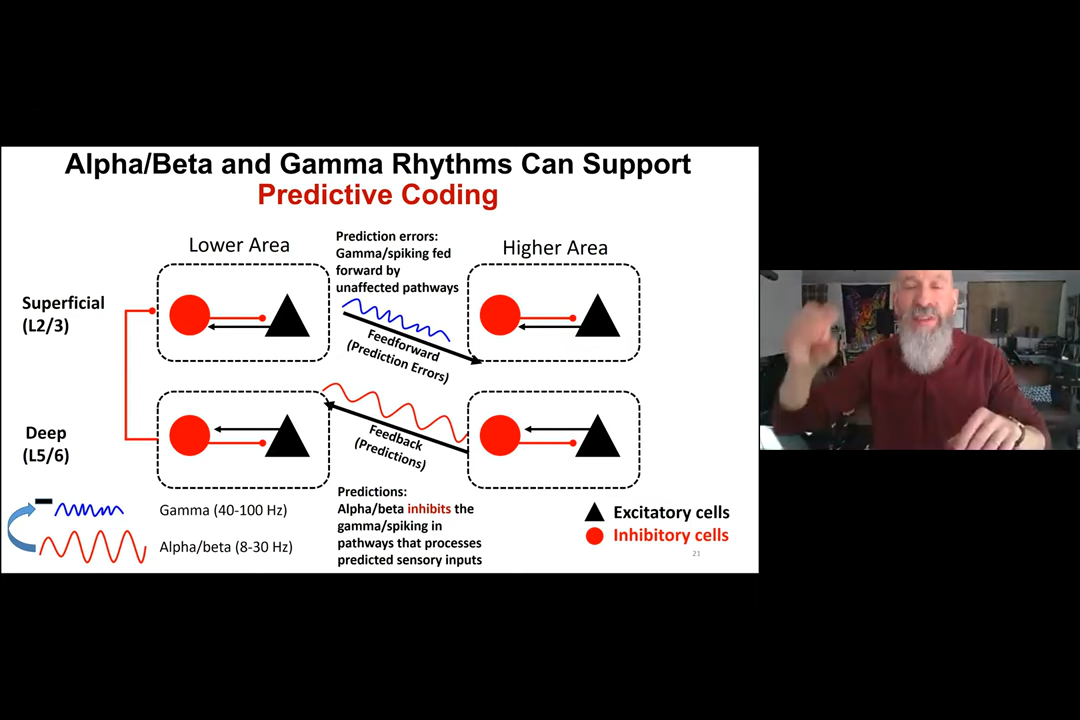 Alpha/Beta and Gamma Rhythms Can Support
Predictive Coding
Lower Area
Prediction errors:
Gamma/spiking fed
forward by
unaffected pathways
Higher Area
Superficial
(L2/3)
Feedforward
(Prediction Errors)
Deep
(L5/6)
Feedback
(Predictions)
Gamma (40-100 Hz)
Alpha/beta (8-30 Hz)
Predictions:
Alpha/beta inhibits the
gamma/spiking in
pathways that processes
predicted sensory inputs
Excitatory cells
Inhibitory cells
21